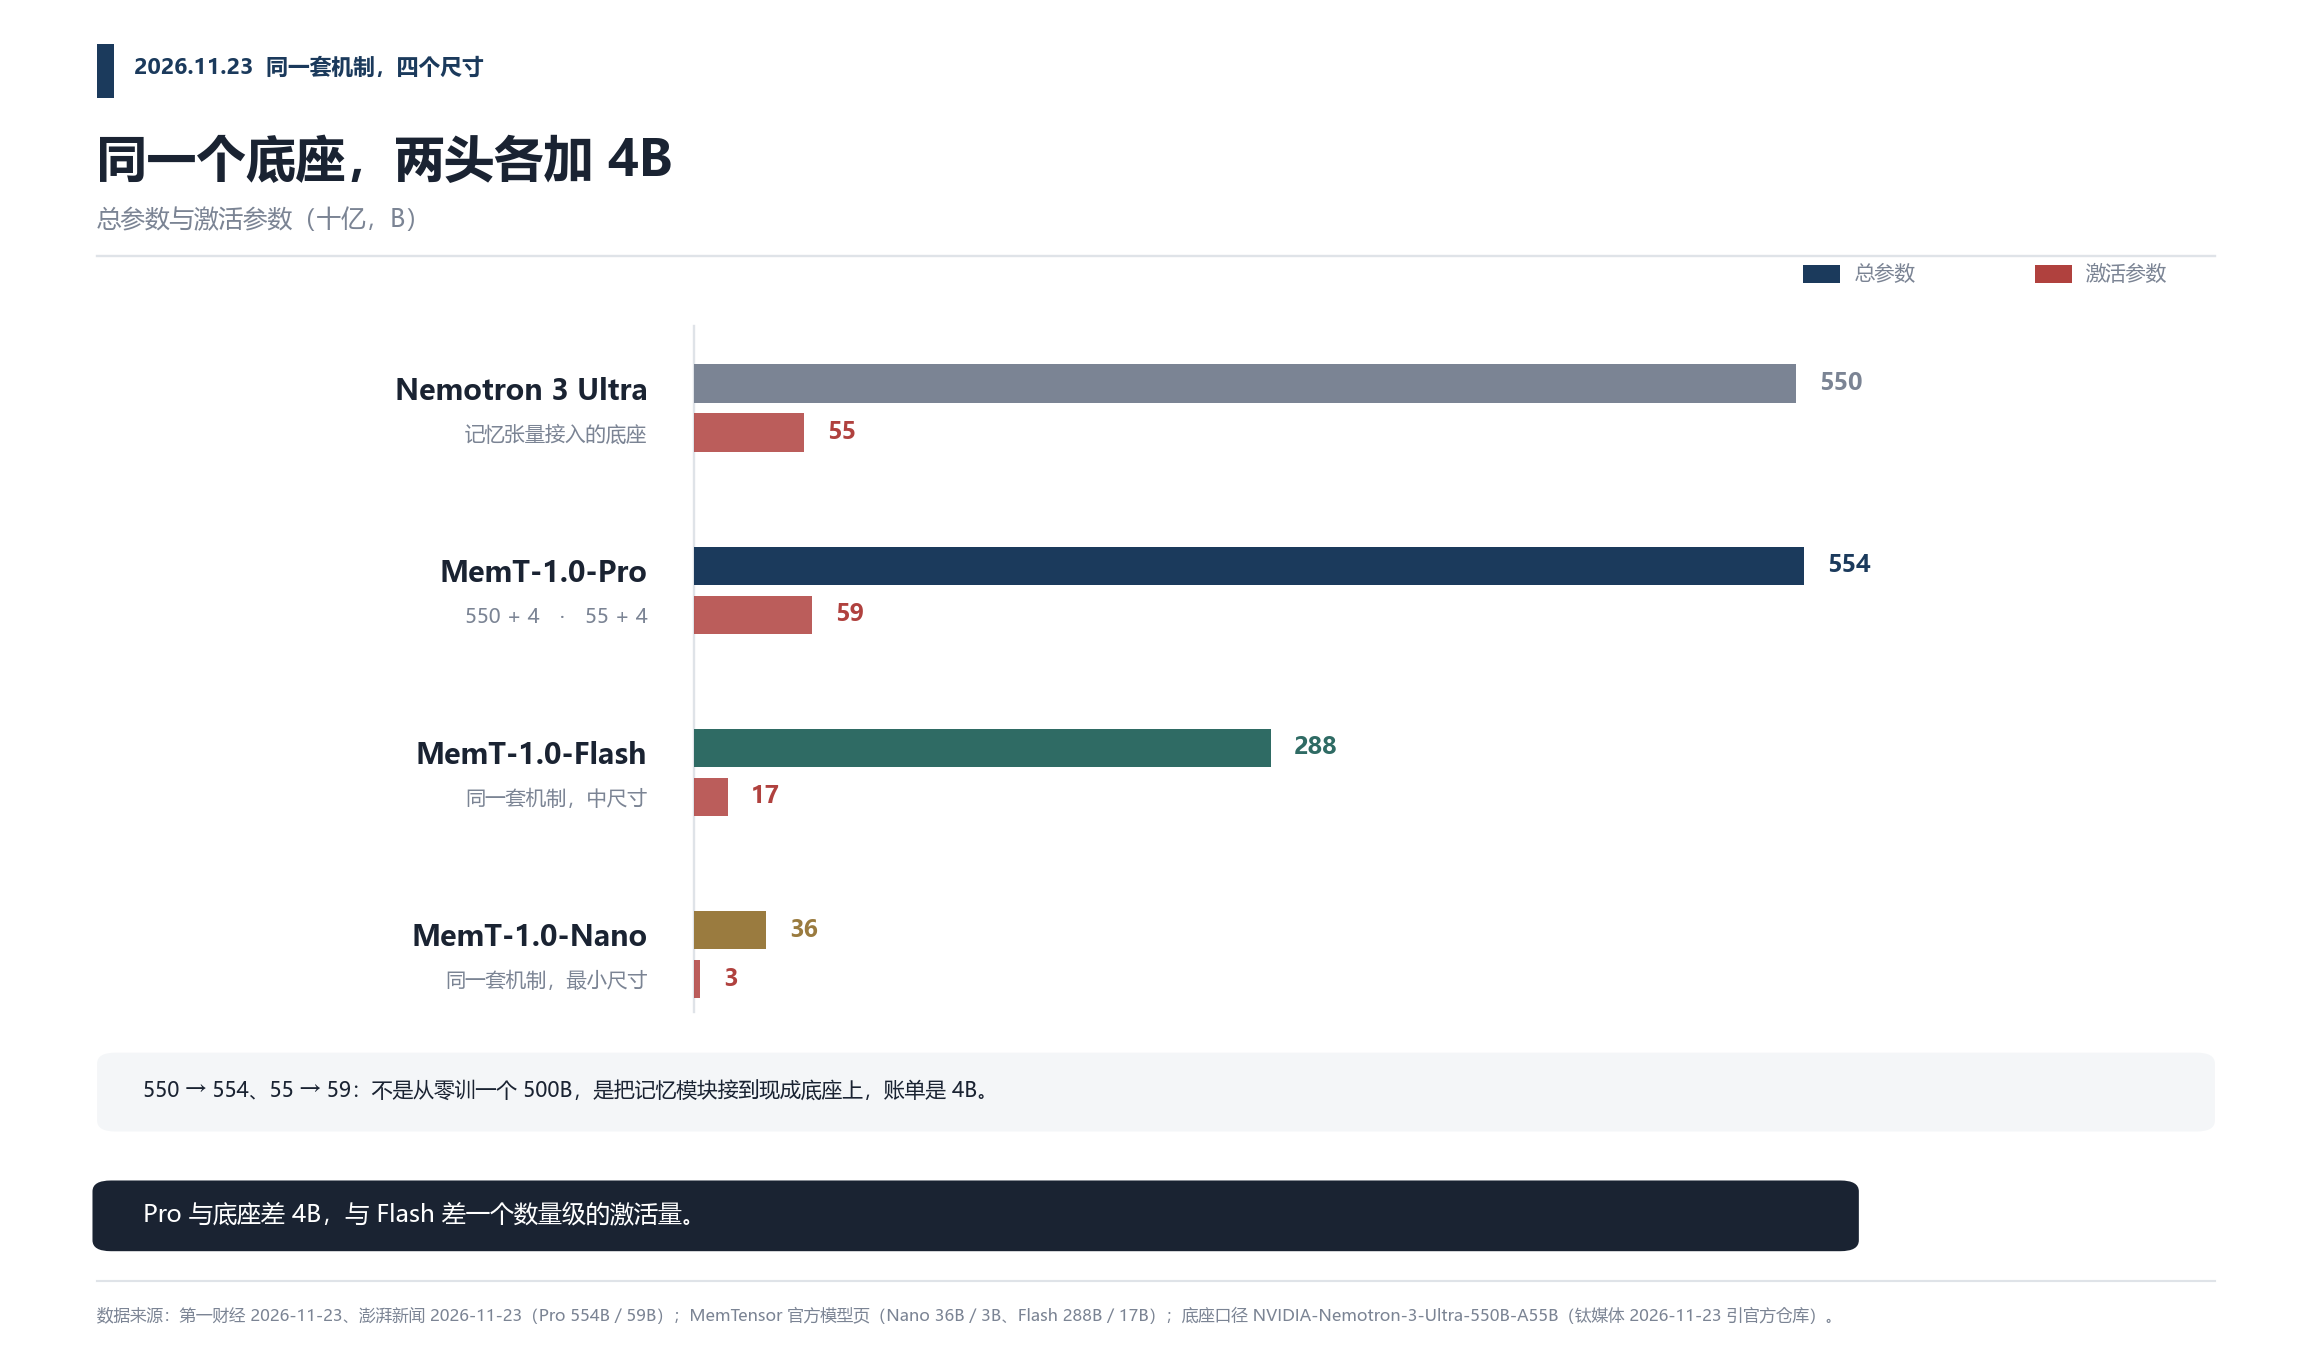 2026.11.23 同一套机制，四个尺寸
同一个底座，两头各加 4B
总参数与激活参数（十亿，B）
总参数
激活参数
Nemotron 3 Ultra
记忆张量接入的底座
550
55
MemT-1.0-Pro
550 + 4 · 55 + 4
554
59
MemT-1.0-Flash
同一套机制，中尺寸
288
17
MemT-1.0-Nano
同一套机制，最小尺寸
36
3
550 → 554、55 → 59：不是从零训一个 500B，是把记忆模块接到现成底座上，账单是 4B。
Pro 与底座差 4B，与 Flash 差一个数量级的激活量。
数据来源：第一财经 2026-11-23、澎湃新闻 2026-11-23（Pro 554B / 59B）；MemTensor 官方模型页（Nano 36B / 3B、Flash 288B / 17B）；底座口径 NVIDIA-Nemotron-3-Ultra-550B-A55B（钛媒体 2026-11-23 引官方仓库）。